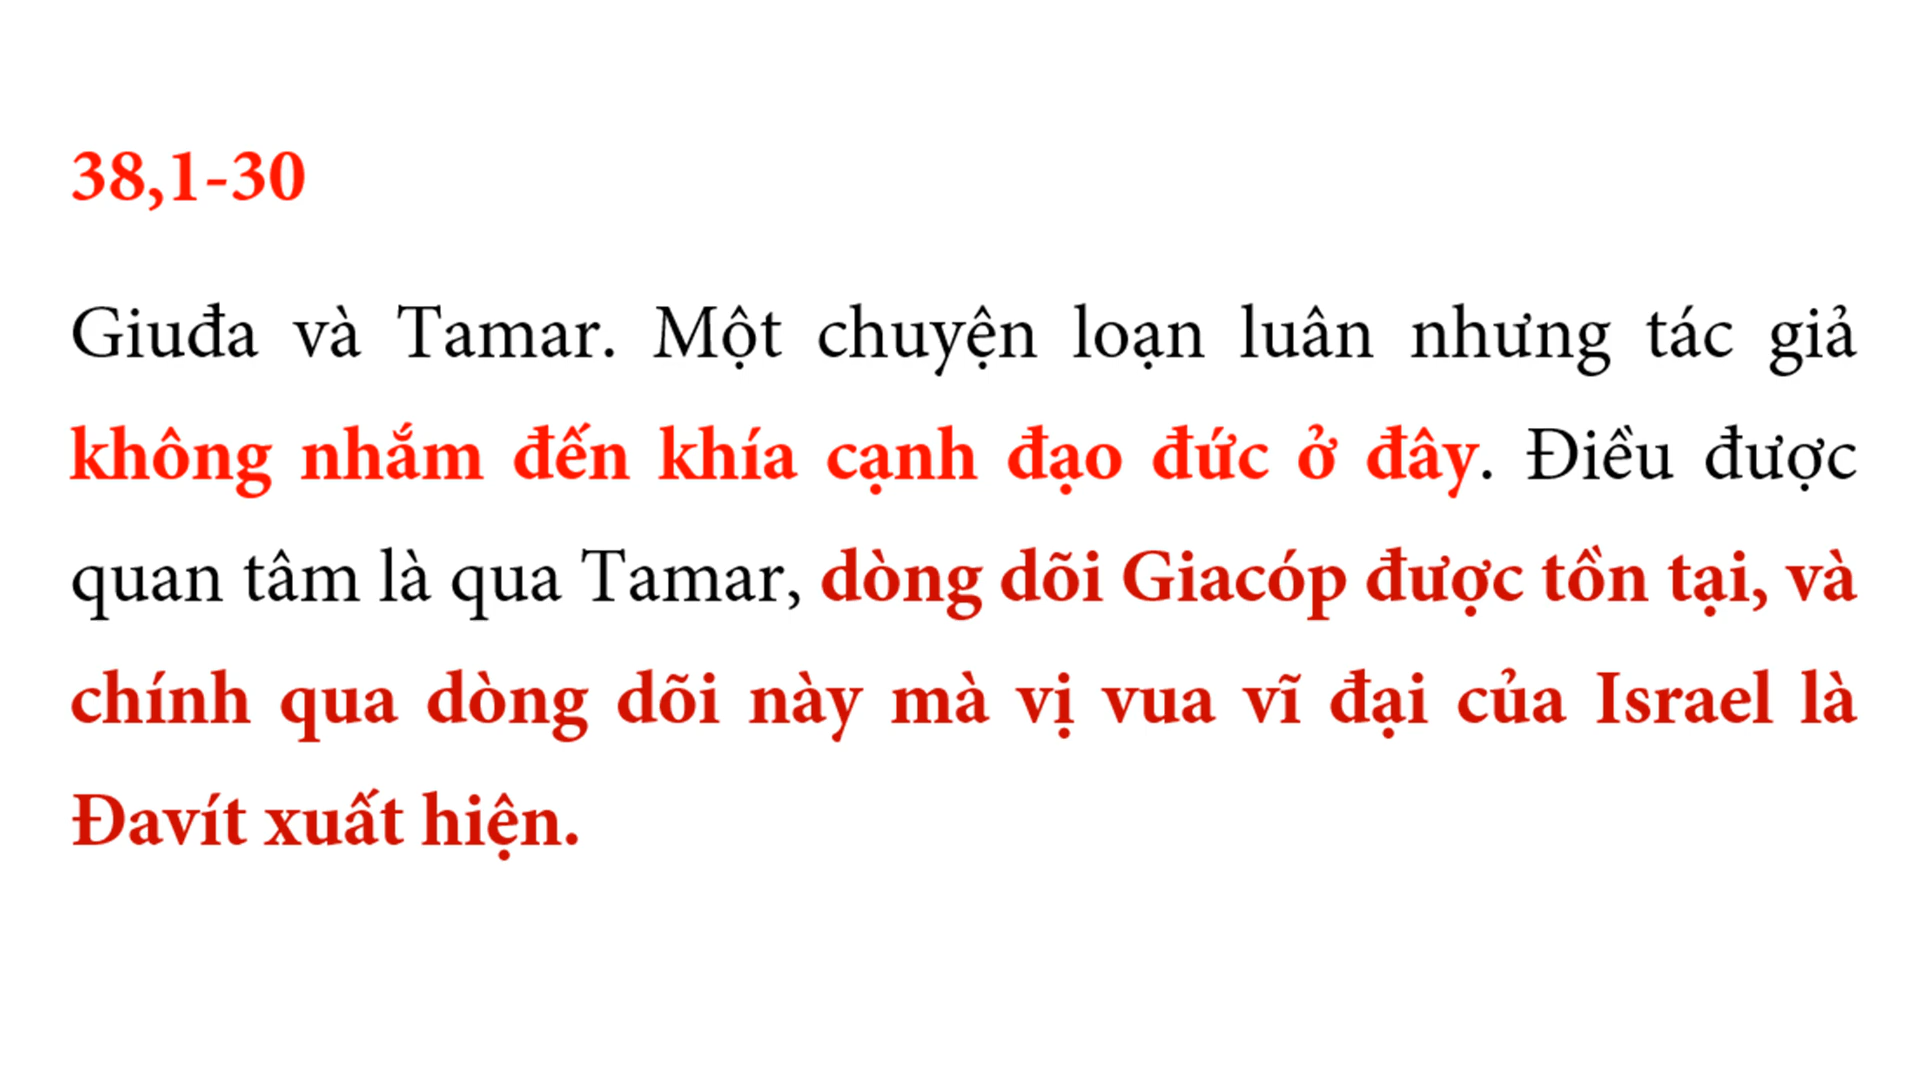 38,1-30
Giuđa và Tamar. Một chuyện loạn luân nhưng tác giả
không nhắm đến khía cạnh đạo đức ở đây. Điều được
quan tâm là qua Tamar, dòng dõi Giacóp được tồn tại, và
chính qua dòng dõi này mà vị vua vĩ đại của Israel là
Đavít xuất hiện.